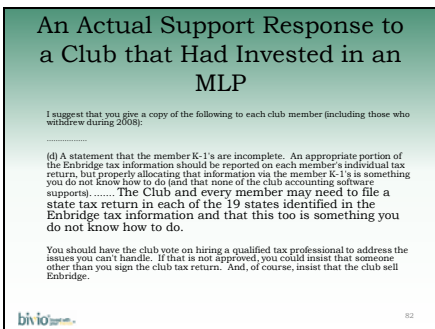 An Actual Support Response to
a Club that Had Invested in an
MLP
I suggest that you give a copy of the following to each club member (including those who
withdrew during 2008):
...................
(d) A statement that the member K-1's are incomplete. An appropriate portion of
the Enbridge tax information should be reported on each member's individual tax
return, but properly allocating that information via the member K-1's is something
you do not know how to do (and that none of the club accounting software
supports). ....... The Club and every member may need to file a
state tax return in each of the 19 states identified in the
Enbridge tax information and that this too is something you
do not know how to do.
You should have the club vote on hiring a qualified tax professional to address the
issues you can't handle. If that is not approved, you could insist that someone
other than you sign the club tax return. And, of course, insist that the club sell
Enbridge.
bivio
82